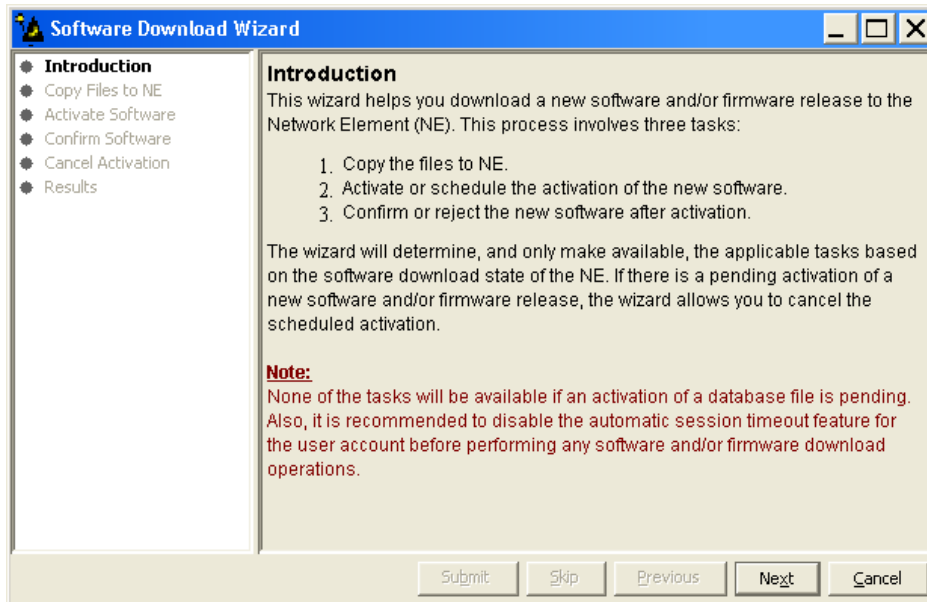 Software Download Wizard
Introduction
Copy Files to NE
Activate Software
Confirm Software
Cancel Activation
Results
Introduction
This wizard helps you download a new software and/or firmware release to the
Network Element (NE). This process involves three tasks:
1. Copy the files to NE.
2. Activate or schedule the activation of the new software.
3. Confirm or reject the new software after activation.
The wizard will determine, and only make available, the applicable tasks based
on the software download state of the NE. If there is a pending activation of a
new software and/or firmware release, the wizard allows you to cancel the
scheduled activation.
Note:
None of the tasks will be available if an activation of a database file is pending.
Also, it is recommended to disable the automatic session timeout feature for
the user account before performing any software and/or firmware download
operations.
Submit Skip Previous Next Cancel